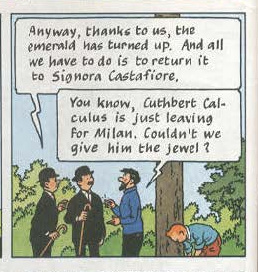 Anyway, thanks to us, the
emerald has turned up. And all
we have to do is to return it
to Signora Castafiore.
You know, Cuthbert Cal-
culus is just leaving
for Milan. Couldn't we
give him the jewel?